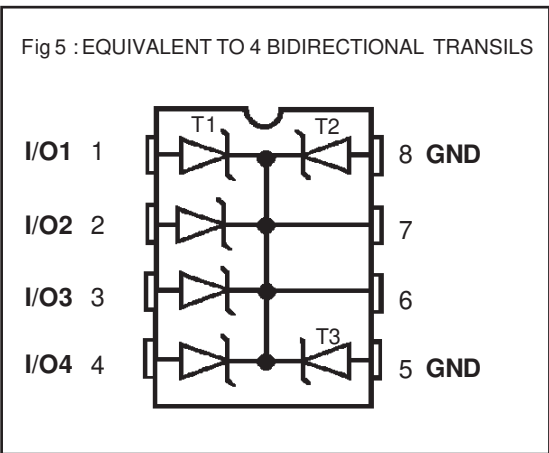 Fig 5 : EQUIVALENT TO 4 BIDIRECTIONAL TRANSILS
T1 T2
I/O1 1 8 GND
I/O2 2 7
I/O3 3 6
T3
I/O4 4 5 GND